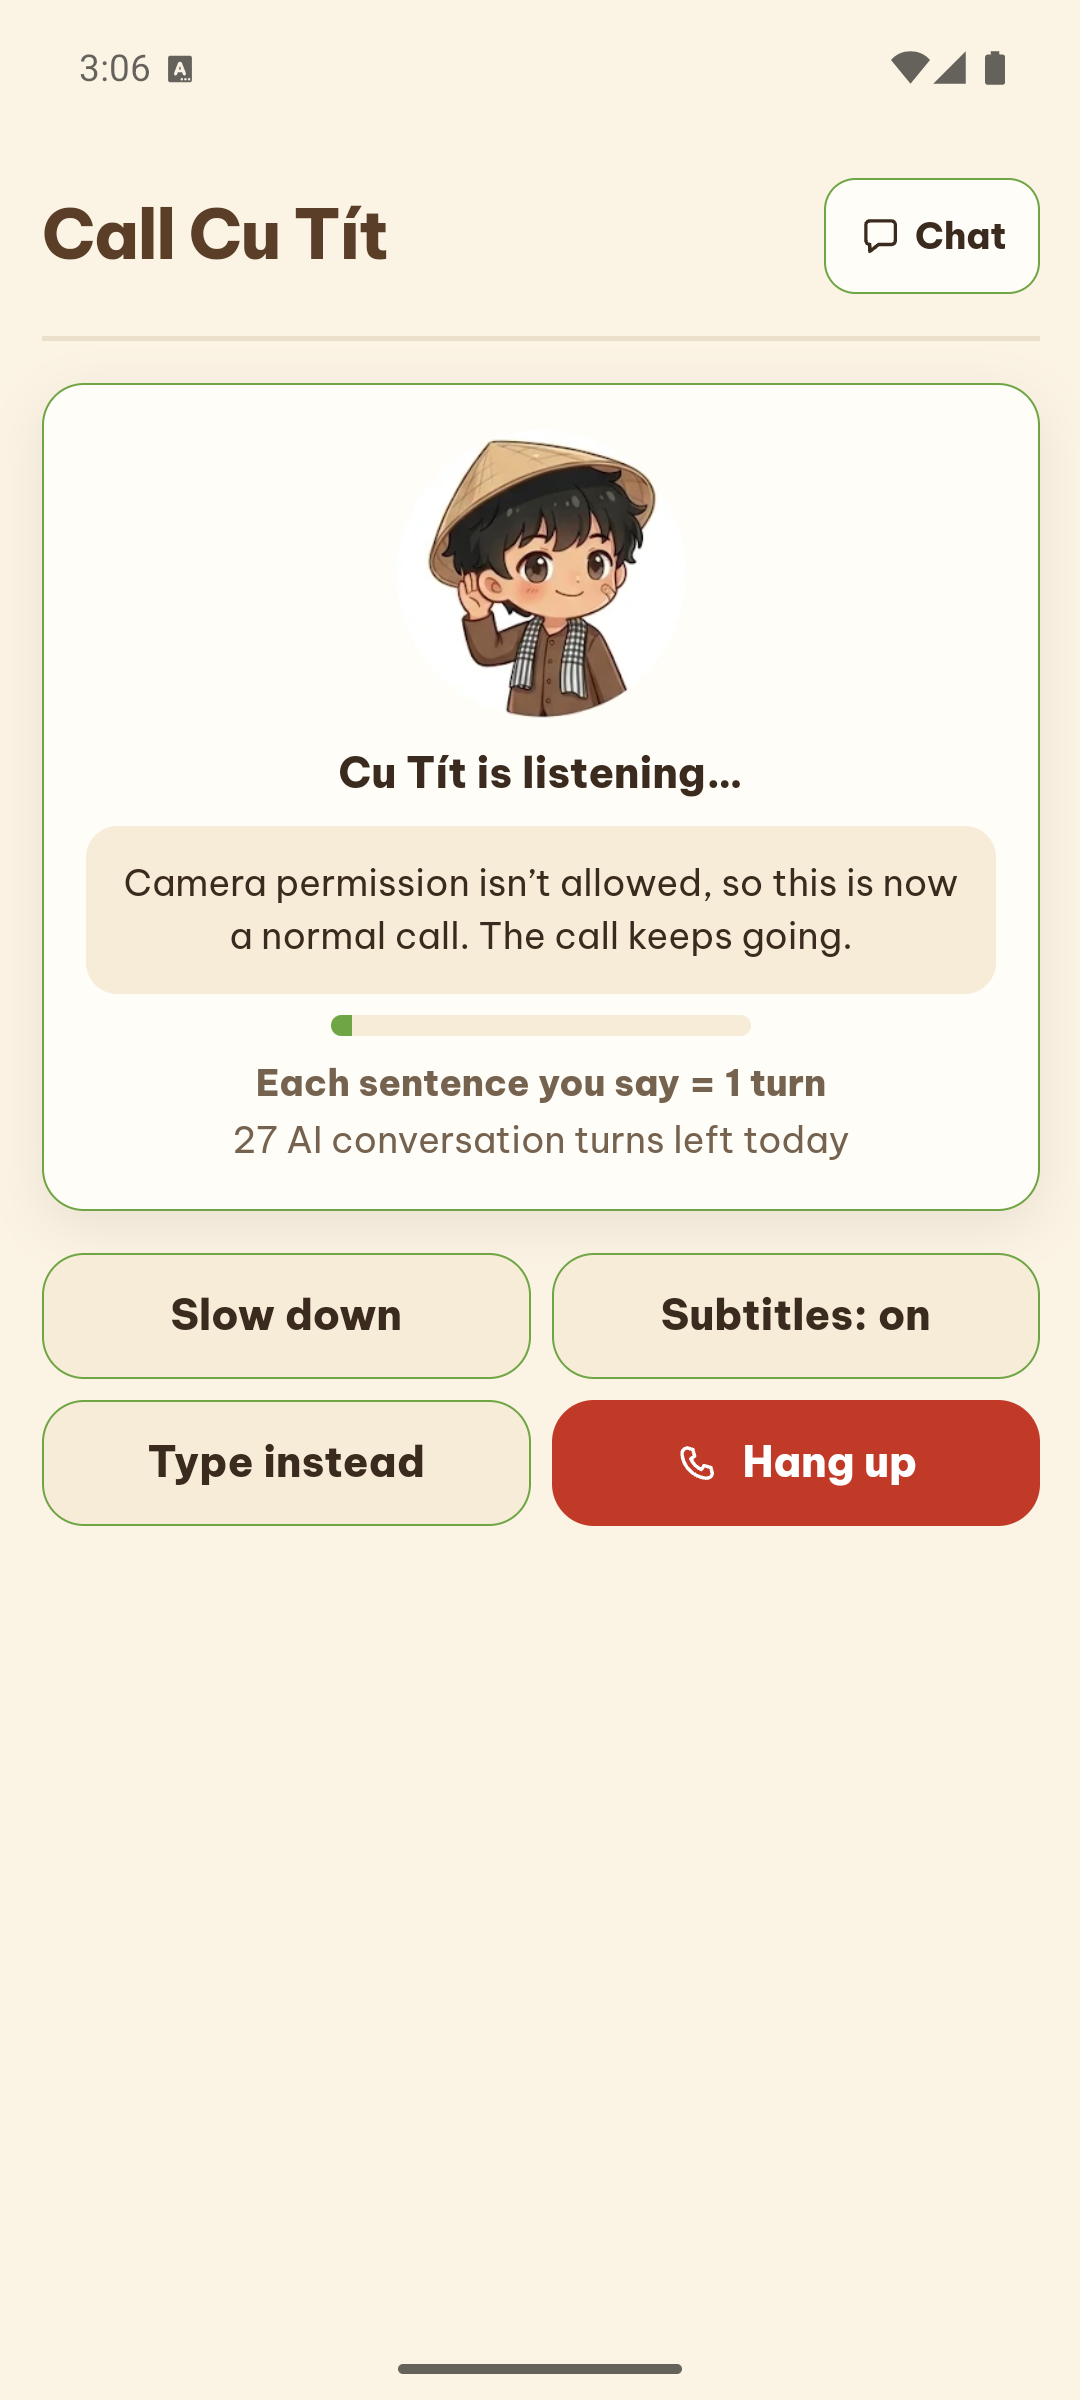 3:06
Call Cu Tít
Chat
Cu Tít is listening...
Camera permission isn’t allowed, so this is now
a normal call. The call keeps going.
Each sentence you say = 1 turn
27 AI conversation turns left today
Slow down
Subtitles: on
Type instead
Hang up